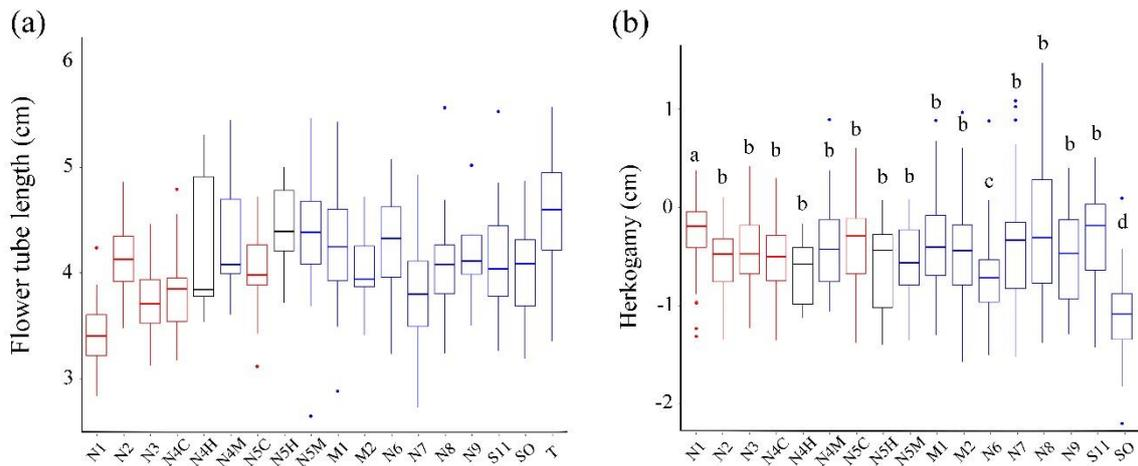 (a)
Flower tube length (cm)
6
5
4
3
N1 N2 N3 N4C N4H N4M N5C N5H N5M M1 M2 N6 N7 N8 N9 S11 SO T
(b)
Herkogamy (cm)
1
0
-1
-2
a b b b b b b b b b b c b b b b d
N1 N2 N3 N4C N4H N4M N5C N5H N5M M1 M2 N6 N7 N8 N9 S11 SO